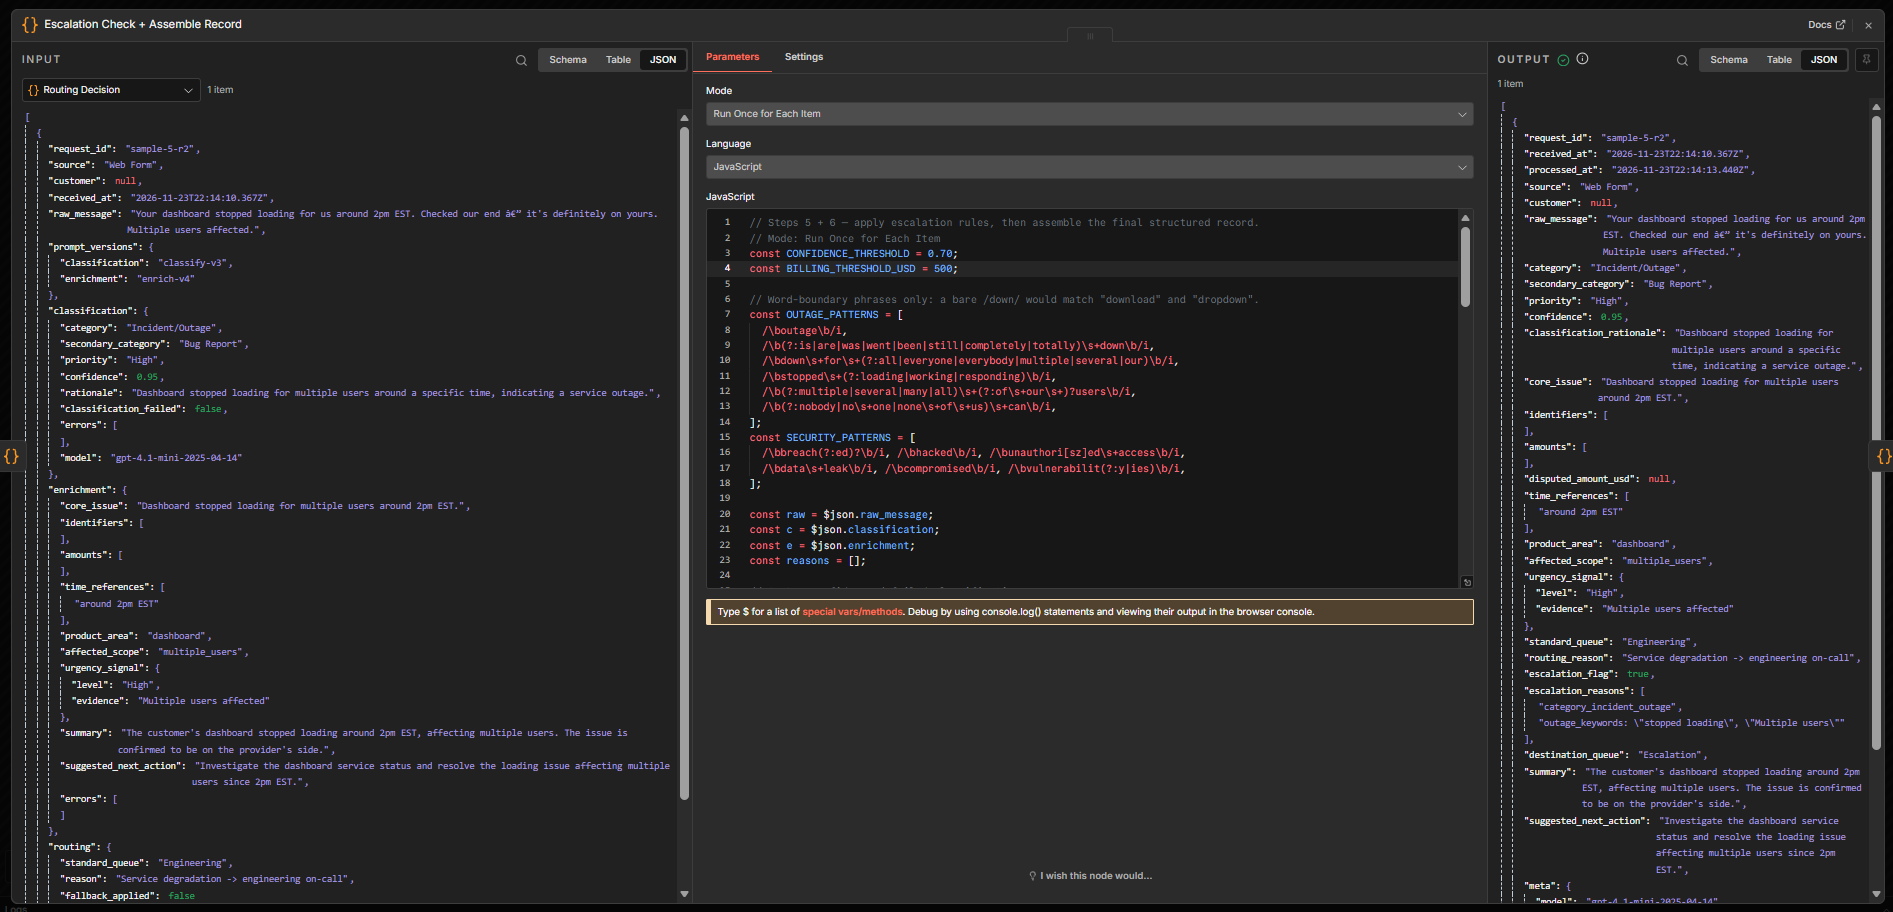 {} Escalation Check + Assemble Record
Docs
INPUT
Schema Table JSON
{} Routing Decision
1 item
[
{
"request_id": "sample-5-r2",
"source": "Web Form",
"customer": null,
"received_at": "2026-11-23T22:14:10.367Z",
"raw_message": "Your dashboard stopped loading for us around 2pm EST. Checked our end â€” it's definitely on yours.
Multiple users affected.",
"prompt_versions": {
"classification": "classify-v3",
"enrichment": "enrich-v4"
},
"classification": {
"category": "Incident/Outage",
"secondary_category": "Bug Report",
"priority": "High",
"confidence": 0.95,
"rationale": "Dashboard stopped loading for multiple users around a specific time, indicating a service outage.",
"classification_failed": false,
"errors": [
],
"model": "gpt-4.1-mini-2025-04-14"
},
"enrichment": {
"core_issue": "Dashboard stopped loading for multiple users around 2pm EST.",
"identifiers": [
],
"amounts": [
],
"time_references": [
"around 2pm EST"
],
"product_area": "dashboard",
"affected_scope": "multiple_users",
"urgency_signal": {
"level": "High",
"evidence": "Multiple users affected"
},
"summary": "The customer's dashboard stopped loading around 2pm EST, affecting multiple users. The issue is
confirmed to be on the provider's side.",
"suggested_next_action": "Investigate the dashboard service status and resolve the loading issue affecting multiple
users since 2pm EST.",
"errors": [
]
},
"routing": {
"standard_queue": "Engineering",
"reason": "Service degradation -> engineering on-call",
"fallback_applied": false
Parameters Settings
Mode
Run Once for Each Item
Language
JavaScript
JavaScript
1 // Steps 5 + 6 — apply escalation rules, then assemble the final structured record.
2 // Mode: Run Once for Each Item
3 const CONFIDENCE_THRESHOLD = 0.70;
4 const BILLING_THRESHOLD_USD = 500;
5
6 // Word-boundary phrases only: a bare /down/ would match "download" and "dropdown".
7 const OUTAGE_PATTERNS = [
8 /\boutage\b/i,
9 /\b(?:is|are|was|went|been|still|completely|totally)\s+down\b/i,
10 /\bdown\s+for\s+(?:all|everyone|everybody|multiple|several|our)\b/i,
11 /\bstopped\s+(?:loading|working|responding)\b/i,
12 /\b(?:multiple|several|many|all)\s+(?:of\s+our\s+)?users\b/i,
13 /\b(?:nobody|no\s+one|none\s+of\s+us)\s+can\b/i,
14 ];
15 const SECURITY_PATTERNS = [
16 /\bbreach(?:ed)?\b/i, /\bhacked\b/i, /\bunauthori[sz]ed\s+access\b/i,
17 /\bdata\s+leak\b/i, /\bcompromised\b/i, /\bvulnerabilit(?:y|ies)\b/i,
18 ];
19
20 const raw = $json.raw_message;
21 const c = $json.classification;
22 const e = $json.enrichment;
23 const reasons = [];
24
Type $ for a list of special vars/methods. Debug by using console.log() statements and viewing their output in the browser console.
I wish this node would...
OUTPUT
Schema Table JSON
1 item
[
{
"request_id": "sample-5-r2",
"received_at": "2026-11-23T22:14:10.367Z",
"processed_at": "2026-11-23T22:14:13.440Z",
"source": "Web Form",
"customer": null,
"raw_message": "Your dashboard stopped loading for us around 2pm
EST. Checked our end â€” it's definitely on yours.
Multiple users affected.",
"category": "Incident/Outage",
"secondary_category": "Bug Report",
"priority": "High",
"confidence": 0.95,
"classification_rationale": "Dashboard stopped loading for
multiple users around a specific
time, indicating a service outage.",
"core_issue": "Dashboard stopped loading for multiple users
around 2pm EST.",
"identifiers": [
],
"amounts": [
],
"disputed_amount_usd": null,
"time_references": [
"around 2pm EST"
],
"product_area": "dashboard",
"affected_scope": "multiple_users",
"urgency_signal": {
"level": "High",
"evidence": "Multiple users affected"
},
"standard_queue": "Engineering",
"routing_reason": "Service degradation -> engineering on-call",
"escalation_flag": true,
"escalation_reasons": [
"category_incident_outage",
"outage_keywords: \"stopped loading\", \"Multiple users\""
],
"destination_queue": "Escalation",
"summary": "The customer's dashboard stopped loading around 2pm
EST, affecting multiple users. The issue is confirmed
to be on the provider's side.",
"suggested_next_action": "Investigate the dashboard service
status and resolve the loading issue
affecting multiple users since 2pm
EST.",
"meta": {
"model": "gpt-4.1-mini-2025-04-14"
Logs